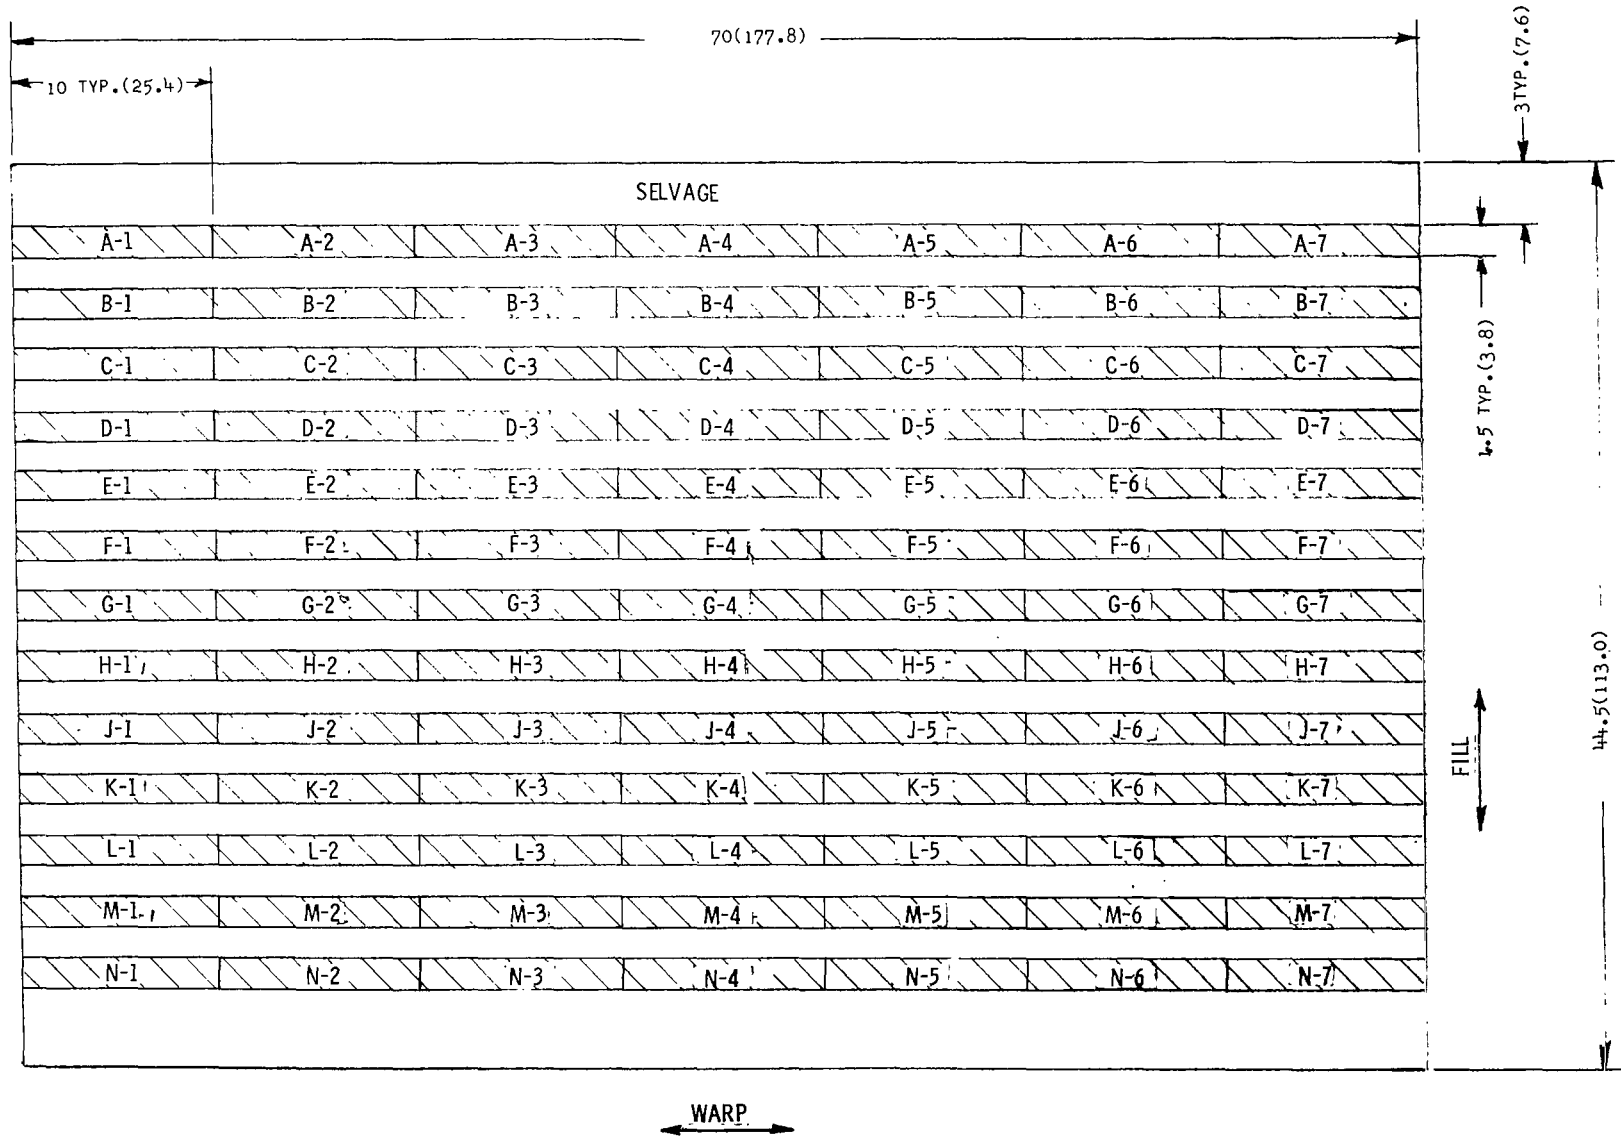 70(177.8)
10 TYP.(25.4)
3TYP.(7.6)
SELVAGE
A-1 A-2 A-3 A-4 A-5 A-6 A-7
B-1 B-2 B-3 B-4 B-5 B-6 B-7
C-1 C-2 C-3 C-4 C-5 C-6 C-7
1.5 TYP.(3.8)
D-1 D-2 D-3 D-4 D-5 D-6 D-7
E-1 E-2 E-3 E-4 E-5 E-6 E-7
F-1 F-2 F-3 F-4 F-5 F-6 F-7
G-1 G-2 G-3 G-4 G-5 G-6 G-7
H-1 H-2 H-3 H-4 H-5 H-6 H-7
44.5(113.0)
J-1 J-2 J-3 J-4 J-5 J-6 J-7
FILL
K-1 K-2 K-3 K-4 K-5 K-6 K-7
L-1 L-2 L-3 L-4 L-5 L-6 L-7
M-1 M-2 M-3 M-4 M-5 M-6 M-7
N-1 N-2 N-3 N-4 N-5 N-6 N-7
WARP